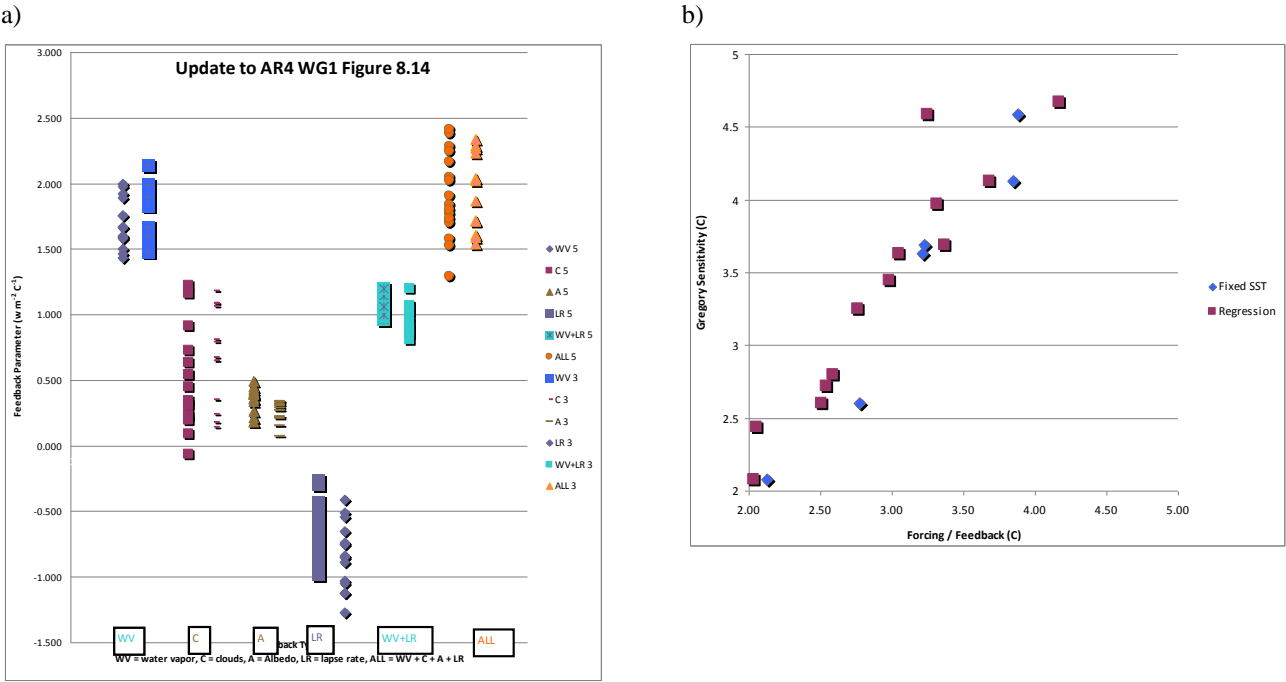 a)
Update to AR4 WG1 Figure 8.14
3.000
2.500
2.000
1.500
1.000
0.500
0.000
-0.500
-1.000
-1.500
Feedback Parameter (w m-2 C-1)
WV 5
C 5
A 5
LR 5
WV+LR 5
ALL 5
WV 3
C 3
A 3
LR 3
WV+LR 3
ALL 3
WV
C
A
LR
WV+LR
ALL
WV = water vapor, C = clouds, A = Albedo, LR = lapse rate, ALL = WV + C + A + LR
b)
5
4.5
4
3.5
3
2.5
2
Gregory Sensitivity (C)
2.00 2.50 3.00 3.50 4.00 4.50 5.00
Forcing / Feedback (C)
Fixed SST
Regression